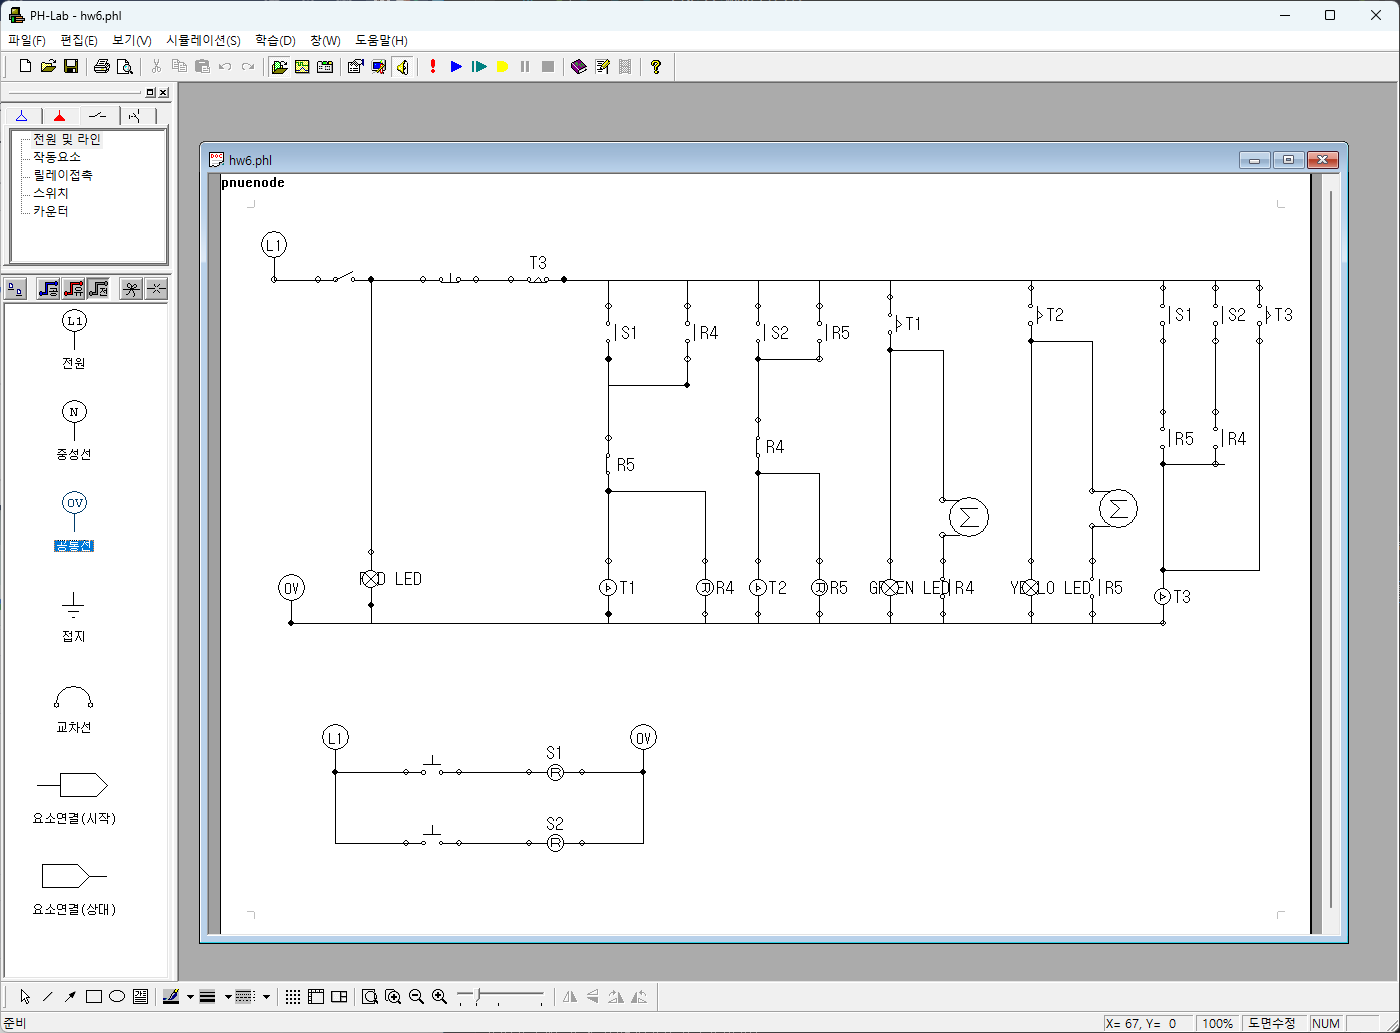 PH-Lab - hw6.phl
파일(F) 편집(E) 보기(V) 시뮬레이션(S) 학습(D) 창(W) 도움말(H)
전원 및 라인
작동요소
릴레이접촉
스위치
카운터
공 유 전
L1
전원
N
중성선
0V
공통선
접지
교차선
요소연결(시작)
요소연결(상대)
DOC hw6.phl
pnuenode
L1
T3
S1 R4 S2 R5 T1 T2 S1 S2 T3
R5 R4 R5 R4
Σ Σ
0V RED LED T1 R4 T2 R5 GREEN LED R4 YELLO LED R5 T3
L1 0V
S1
R
S2
R
준비 X= 67, Y= 0 100% 도면수정 NUM